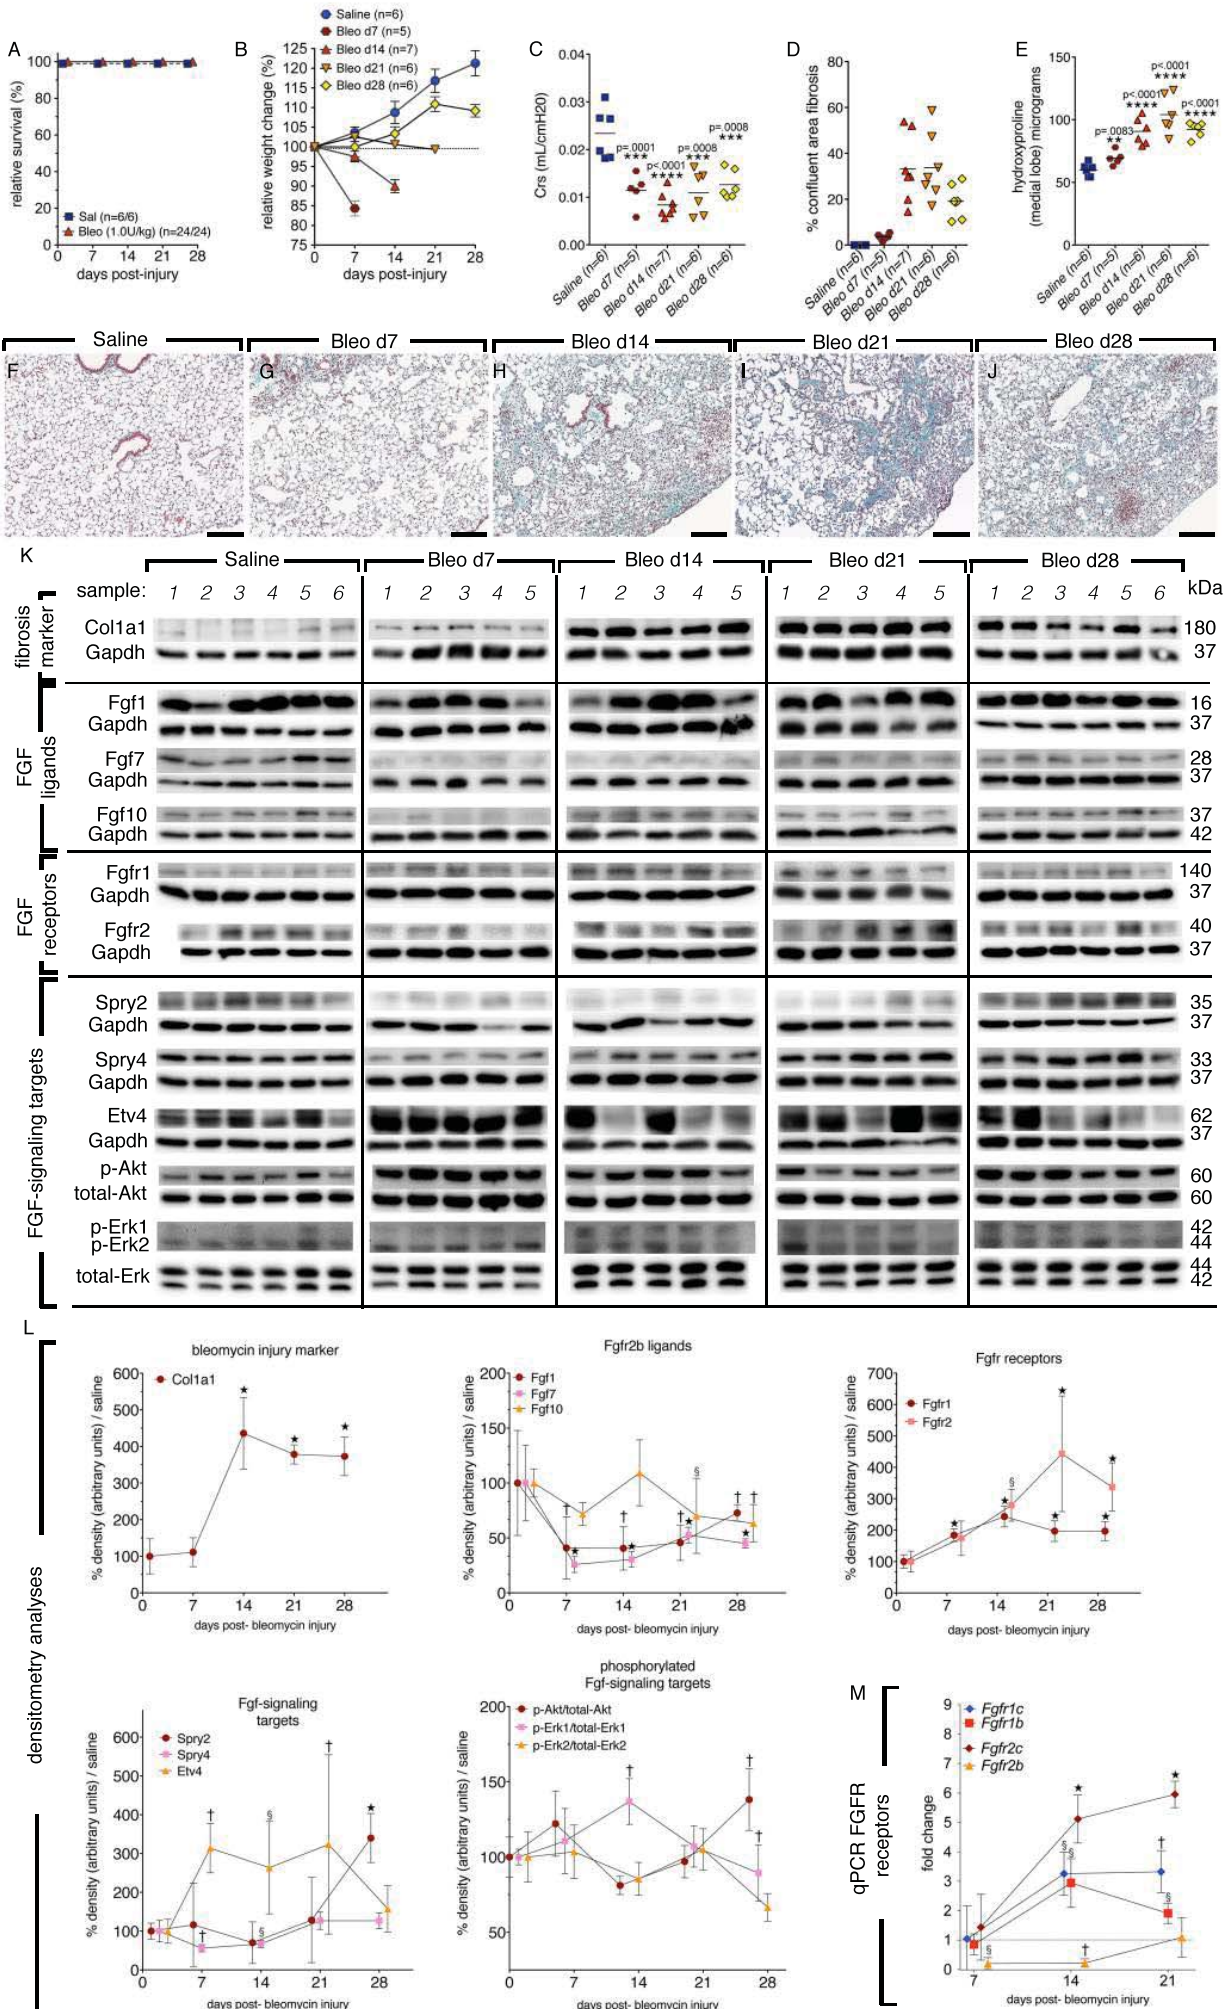 A
relative survival (%)
100
80
60
40
20
0
Sal (n=6/6)
Bleo (1.0U/kg) (n=24/24)
0 7 14 21 28
days post-injury
B
Saline (n=6)
Bleo d7 (n=5)
Bleo d14 (n=7)
Bleo d21 (n=6)
Bleo d28 (n=6)
relative weight change (%)
125
120
115
110
105
100
95
90
85
80
75
0 7 14 21 28
days post-injury
C
Crs (mL/cmH20)
0.04
0.03
0.02
0.01
0.00
p=.0001
***
p<.0001
****
p=.0008
***
p=.0008
***
Saline (n=6)
Bleo d7 (n=5)
Bleo d14 (n=7)
Bleo d21 (n=6)
Bleo d28 (n=6)
D
% confluent area fibrosis
80
60
40
20
0
Saline (n=6)
Bleo d7 (n=5)
Bleo d14 (n=7)
Bleo d21 (n=6)
Bleo d28 (n=6)
E
hydroxyproline
(medial lobe) micrograms
150
100
50
0
p=.0083
**
p<.0001
****
p<.0001
****
p<.0001
****
Saline (n=6)
Bleo d7 (n=5)
Bleo d14 (n=6)
Bleo d21 (n=6)
Bleo d28 (n=6)
Saline Bleo d7 Bleo d14 Bleo d21 Bleo d28
F G H I J
K
Saline Bleo d7 Bleo d14 Bleo d21 Bleo d28
sample: 1 2 3 4 5 6 1 2 3 4 5 1 2 3 4 5 1 2 3 4 5 1 2 3 4 5 6 kDa
fibrosis
marker
Col1a1 180
Gapdh 37
FGF
ligands
Fgf1 16
Gapdh 37
Fgf7 28
Gapdh 37
Fgf10 37
Gapdh 42
FGF
receptors
Fgfr1 140
Gapdh 37
Fgfr2 40
Gapdh 37
FGF-signaling targets
Spry2 35
Gapdh 37
Spry4 33
Gapdh 37
Etv4 62
Gapdh 37
p-Akt 60
total-Akt 60
p-Erk1 42
p-Erk2 44
total-Erk 44
42
L
densitometry analyses
bleomycin injury marker
Col1a1
% density (arbitrary units) / saline
600
500
400
300
200
100
0
0 7 14 21 28
days post- bleomycin injury
Fgfr2b ligands
Fgf1
Fgf7
Fgf10
% density (arbitrary units) / saline
200
150
100
50
0
† † † § † †
0 7 14 21 28
days post- bleomycin injury
Fgfr receptors
Fgfr1
Fgfr2
% density (arbitrary units) / saline
700
600
500
400
300
200
100
0
§
0 7 14 21 28
days post- bleomycin injury
Fgf-signaling
targets
Spry2
Spry4
Etv4
% density (arbitrary units) / saline
600
500
400
300
200
100
0
† † § § †
0 7 14 21 28
days post- bleomycin injury
phosphorylated
Fgf-signaling targets
p-Akt/total-Akt
p-Erk1/total-Erk1
p-Erk2/total-Erk2
% density (arbitrary units) / saline
200
150
100
50
† † †
0 7 14 21 28
days post- bleomycin injury
M
qPCR FGFR
receptors
Fgfr1c
Fgfr1b
Fgfr2c
Fgfr2b
fold change
9
8
7
6
5
4
3
2
1
0
§ § § † † §
7 14 21
days post- bleomycin injury